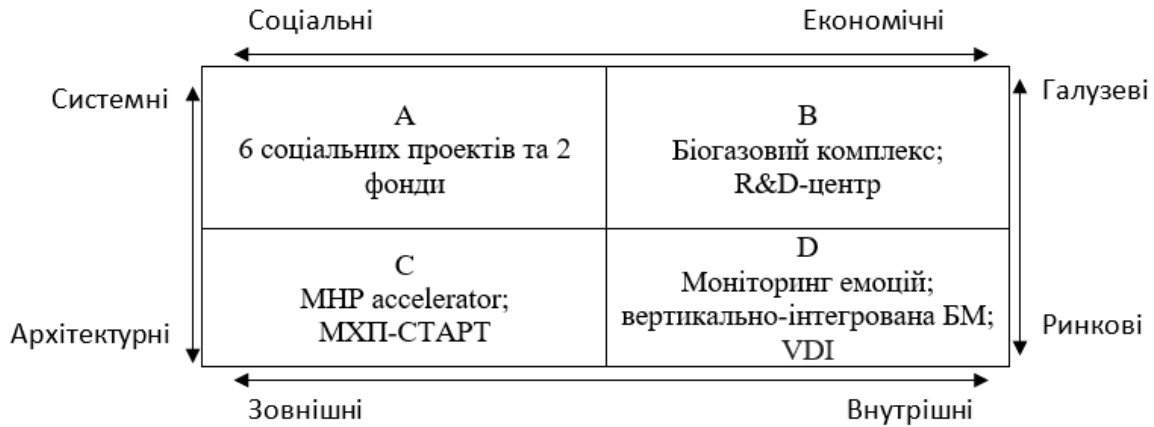 Соціальні Економічні
Системні Галузеві
A B
6 соціальних проектів та 2 Біогазовий комплекс;
фонди R&D-центр
C D
MHP accelerator; Моніторинг емоцій;
МХП-СТАРТ вертикально-інтегрована БМ;
VDI
Архітектурні Ринкові
Зовнішні Внутрішні